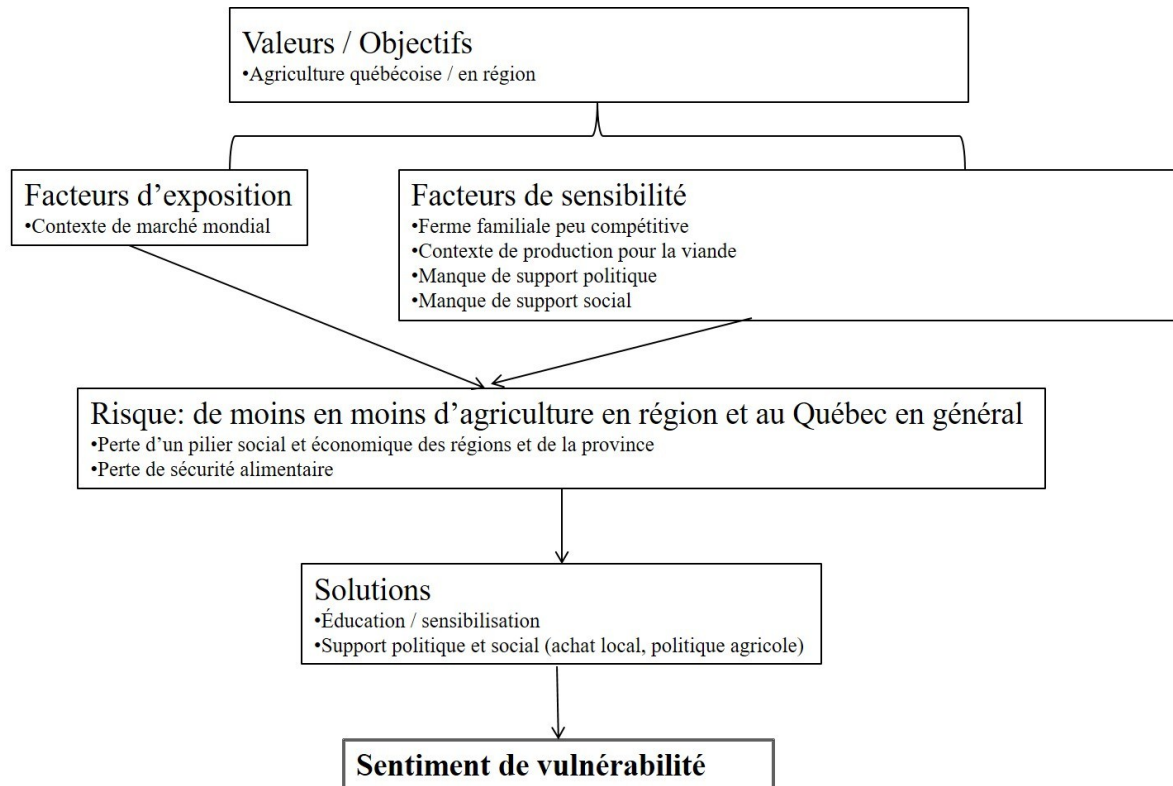 Valeurs / Objectifs
•Agriculture québécoise / en région
Facteurs d’exposition
•Contexte de marché mondial
Facteurs de sensibilité
•Ferme familiale peu compétitive
•Contexte de production pour la viande
•Manque de support politique
•Manque de support social
Risque: de moins en moins d’agriculture en région et au Québec en général
•Perte d’un pilier social et économique des régions et de la province
•Perte de sécurité alimentaire
Solutions
•Éducation / sensibilisation
•Support politique et social (achat local, politique agricole)
Sentiment de vulnérabilité